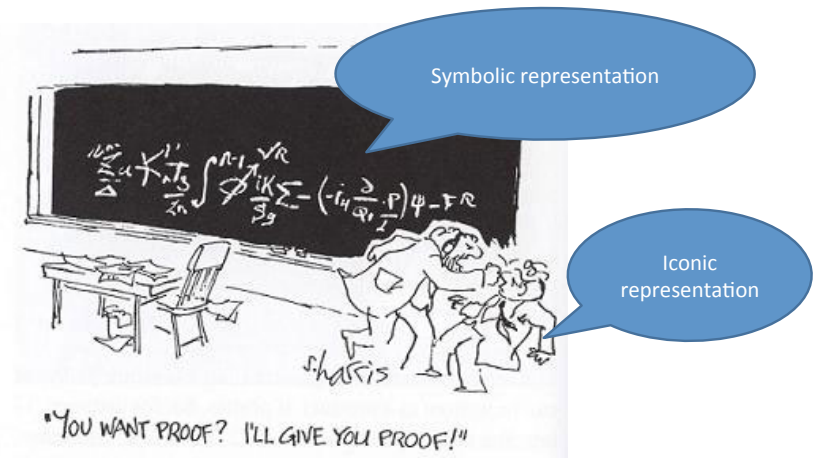 Symbolic representation
Iconic
representation
s.harris
"YOU WANT PROOF? I'LL GIVE YOU PROOF!"